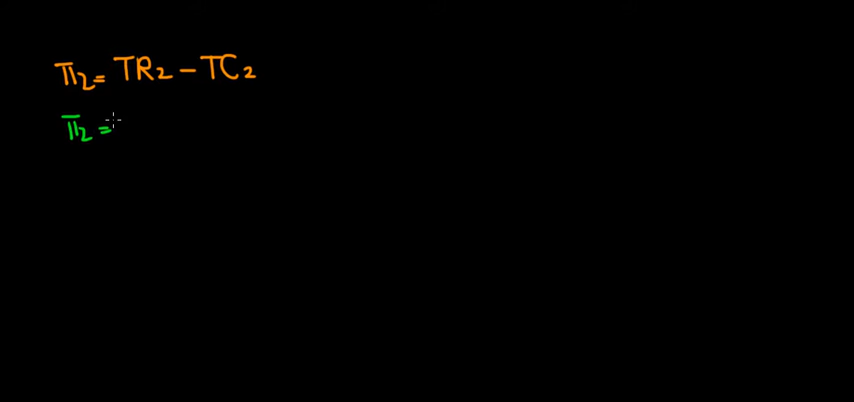 π₂ = TR₂ − TC₂
π₂ =